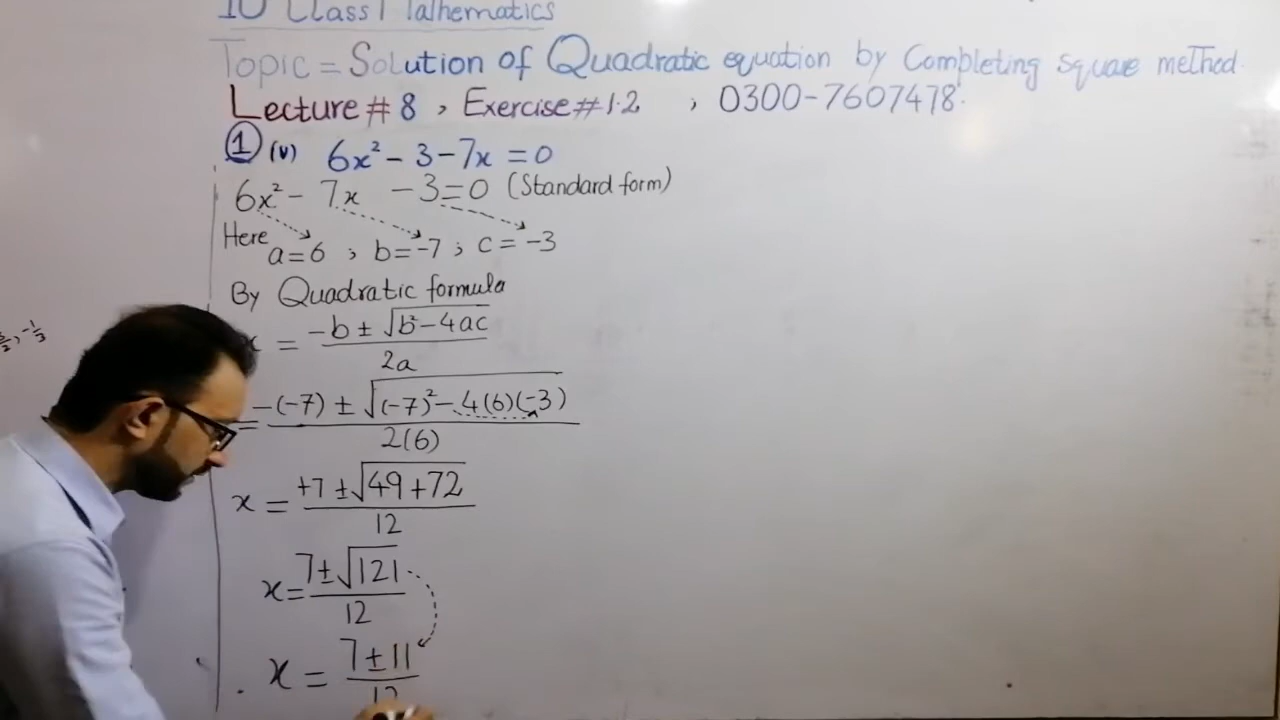 10 Class Mathematics
Topic = Solution of Quadratic equation by Completing square method.
Lecture # 8 , Exercise # 1.2 , 0300-7607478.
① (v) 6x² - 3 - 7x = 0
6x² - 7x - 3 = 0 (Standard form)
Here a = 6 ; b = -7 ; c = -3
By Quadratic formula
= -b ± √(b² - 4ac) / 2a
= -(-7) ± √((-7)² - 4(6)(-3)) / 2(6)
x = +7 ± √(49 + 72) / 12
x = 7 ± √121 / 12
x = 7 ± 11 / 12
-1/3